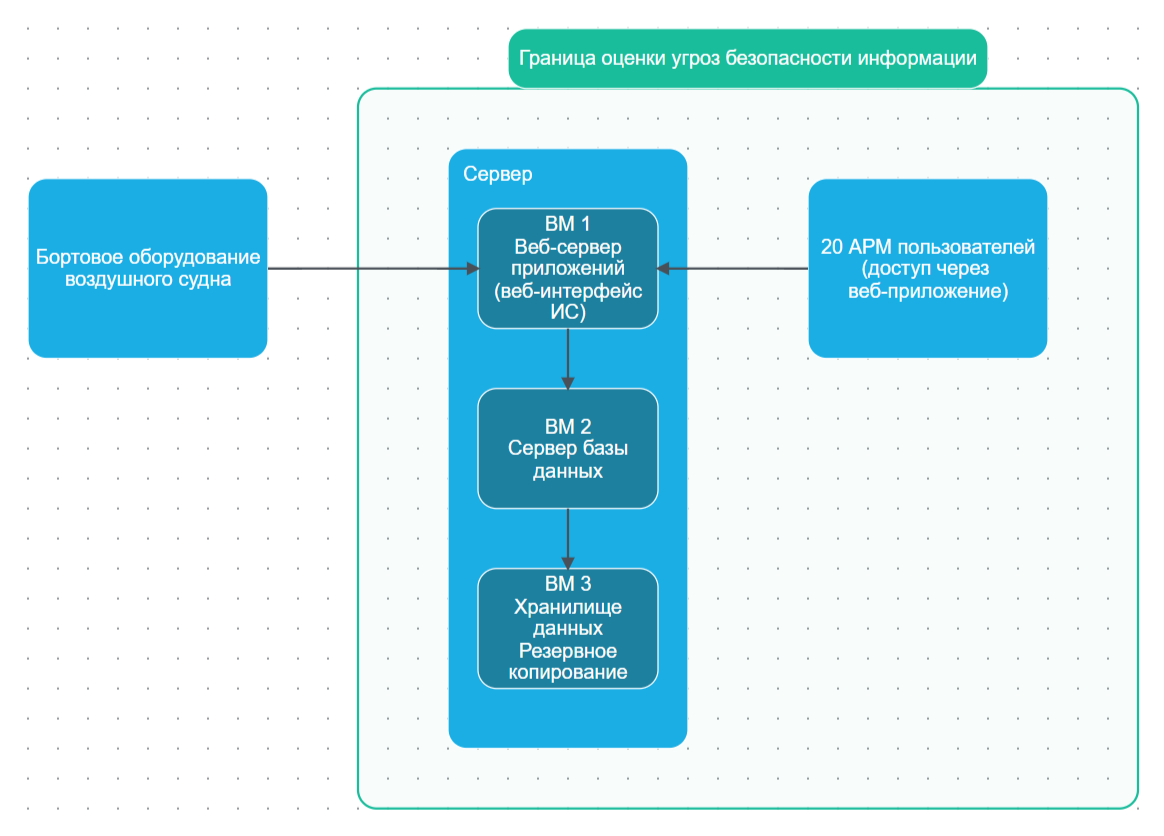 Граница оценки угроз безопасности информации
Сервер
Бортовое оборудование
воздушного судна
ВМ 1
Веб-сервер
приложений
(веб-интерфейс
ИС)
20 АРМ пользователей
(доступ через
веб-приложение)
ВМ 2
Сервер базы
данных
ВМ 3
Хранилище
данных
Резервное
копирование